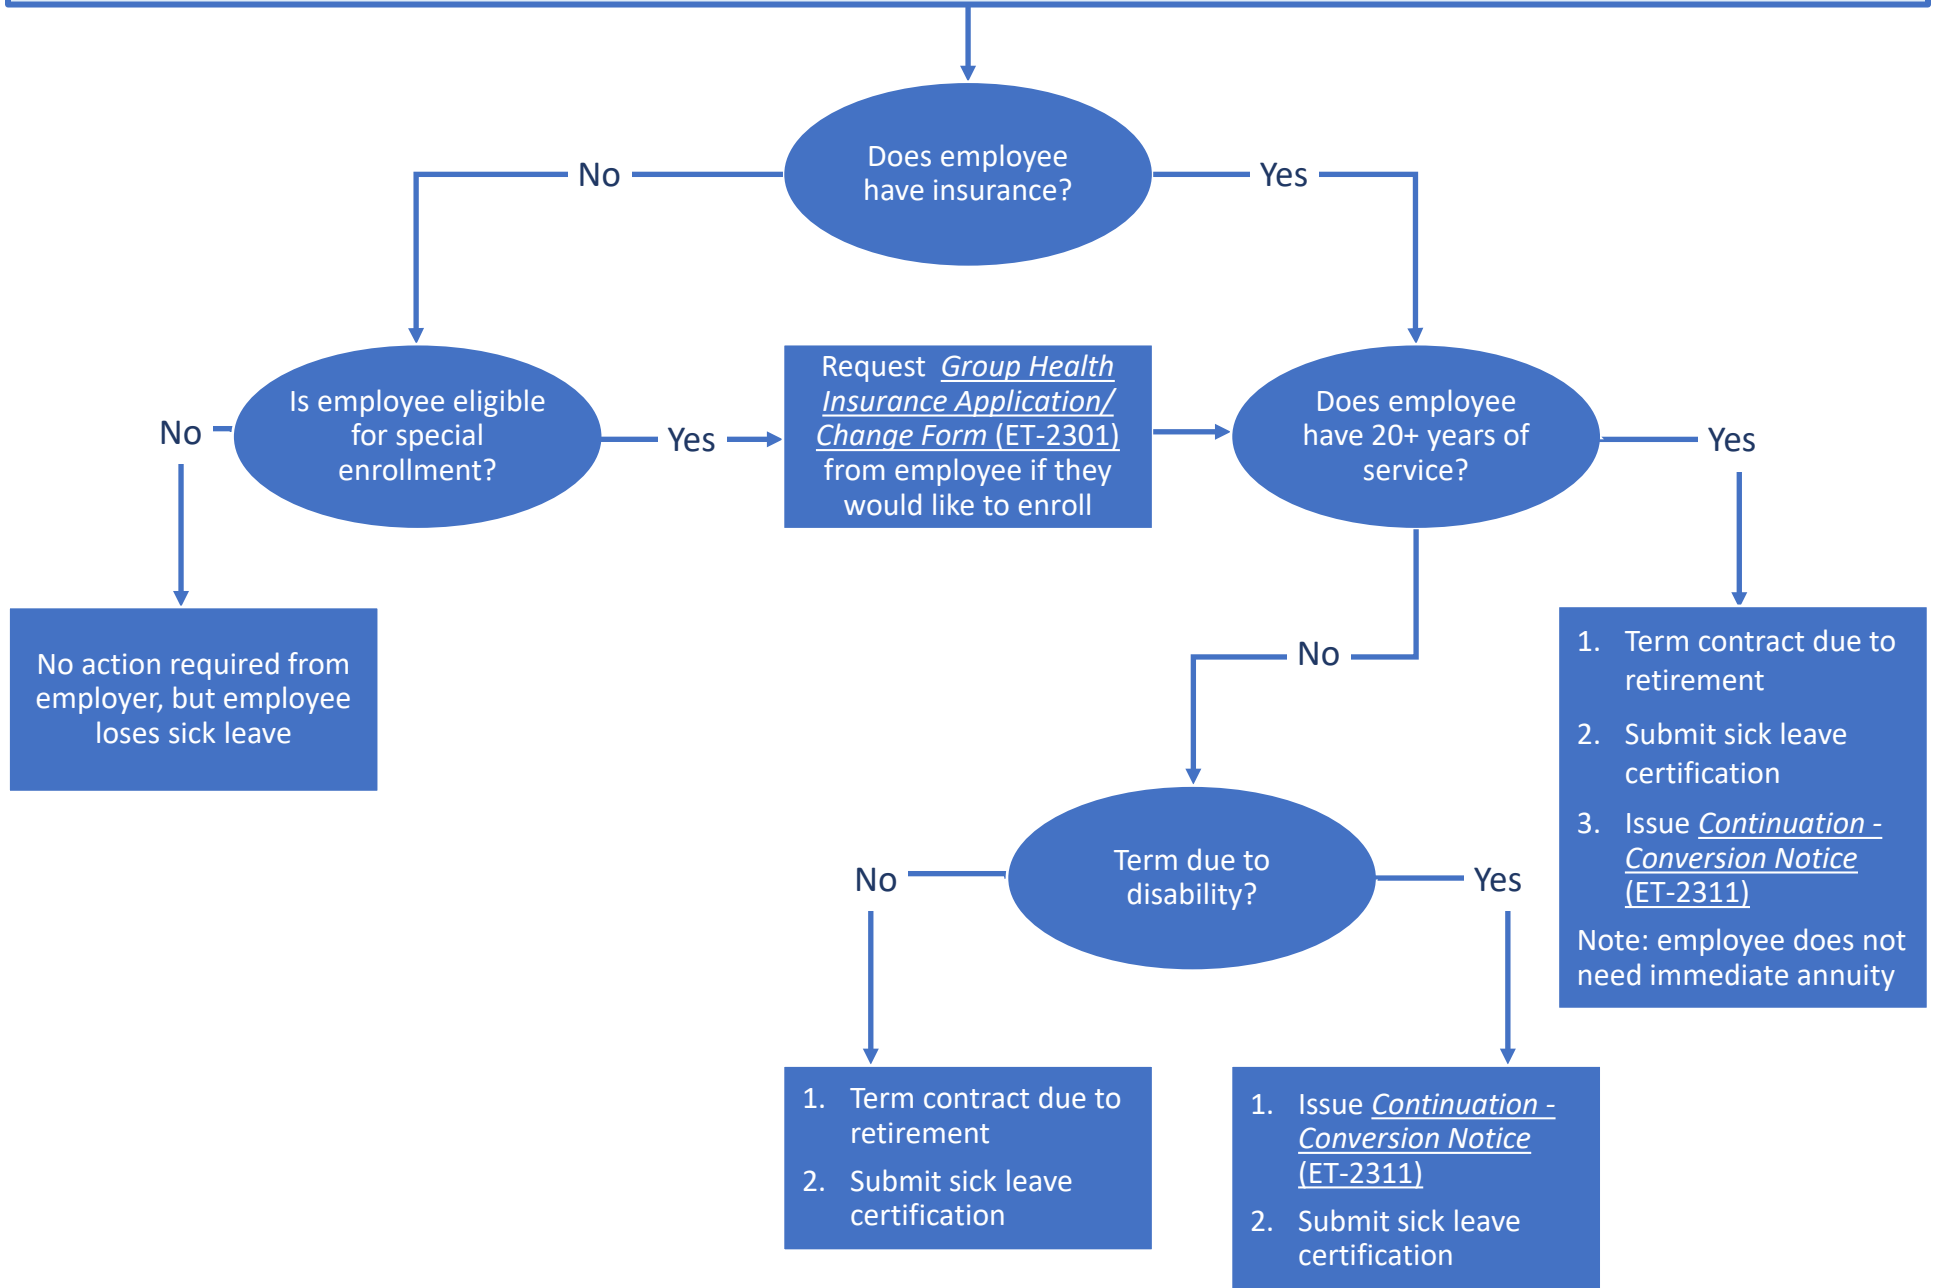 Does employee
have insurance?
No
Yes
Is employee eligible
for special
enrollment?
No
Yes
Request Group Health
Insurance Application/
Change Form (ET-2301)
from employee if they
would like to enroll
Does employee
have 20+ years of
service?
Yes
No
No action required from
employer, but employee
loses sick leave
1. Term contract due to
retirement
2. Submit sick leave
certification
3. Issue Continuation -
Conversion Notice
(ET-2311)
Note: employee does not
need immediate annuity
Term due to
disability?
No
Yes
1. Term contract due to
retirement
2. Submit sick leave
certification
1. Issue Continuation -
Conversion Notice
(ET-2311)
2. Submit sick leave
certification